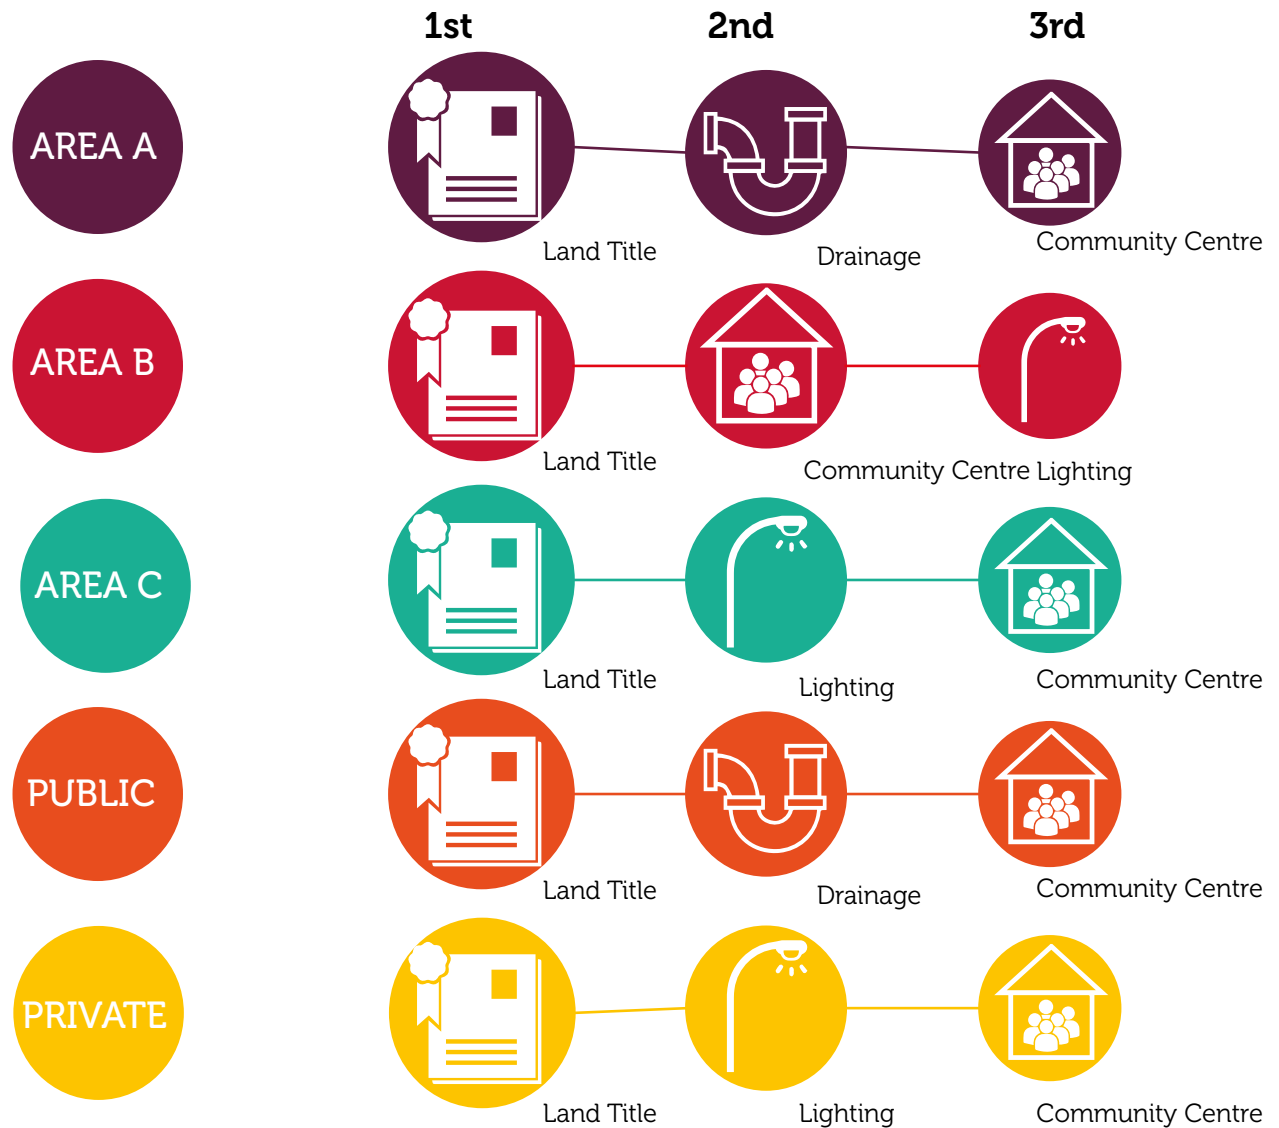 1st 2nd 3rd
AREA A
Land Title Drainage Community Centre
AREA B
Land Title Community Centre Lighting
AREA C
Land Title Lighting Community Centre
PUBLIC
Land Title Drainage Community Centre
PRIVATE
Land Title Lighting Community Centre